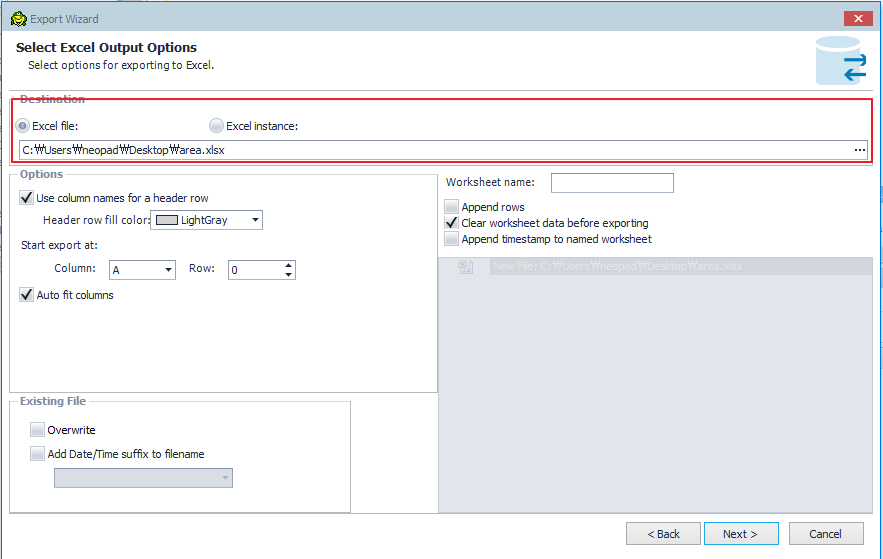 Export Wizard
Select Excel Output Options
Select options for exporting to Excel.
Destination
Excel file:
Excel instance:
C:₩Users₩neopad₩Desktop₩area.xlsx
...
Options
Use column names for a header row
Header row fill color: LightGray
Start export at:
Column: A Row: 0
Auto fit columns
Worksheet name:
Append rows
Clear worksheet data before exporting
Append timestamp to named worksheet
New File: C:₩Users₩neopad₩Desktop₩area.xlsx
Existing File
Overwrite
Add Date/Time suffix to filename
< Back
Next >
Cancel